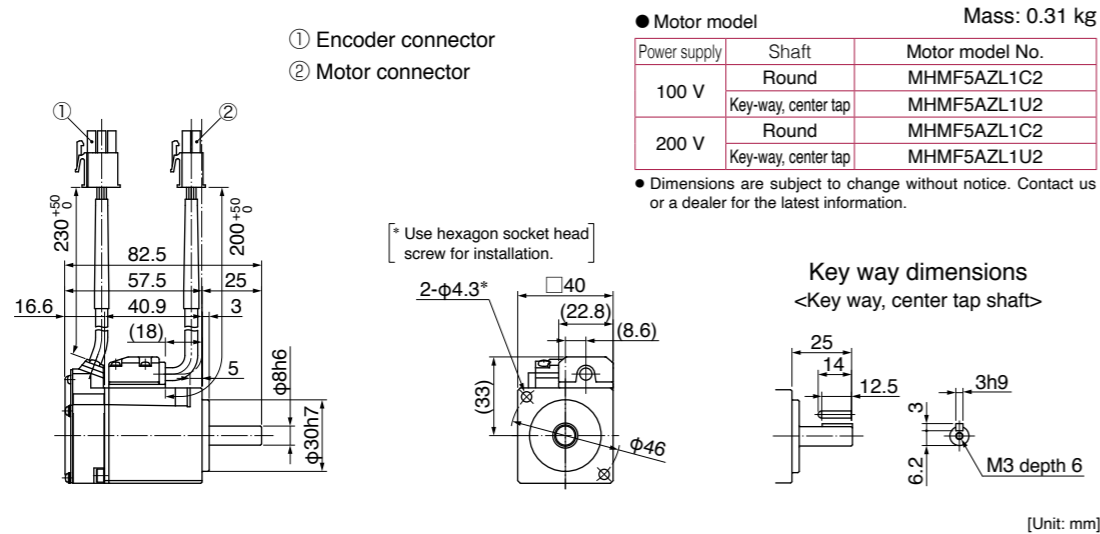 ① Encoder connector
② Motor connector
● Motor model
Mass: 0.31 kg
Power supply Shaft Motor model No.
100 V Round MHMF5AZL1C2
Key-way, center tap MHMF5AZL1U2
200 V Round MHMF5AZL1C2
Key-way, center tap MHMF5AZL1U2
● Dimensions are subject to change without notice. Contact us
or a dealer for the latest information.
① ②
230 +50 0
200 +50 0
82.5
57.5 25
16.6 40.9 3
(18)
5
φ8h6
φ30h7
* Use hexagon socket head
screw for installation.
2-φ4.3*
□40
(22.8)
(8.6)
(33)
φ46
Key way dimensions
<Key way, center tap shaft>
25
14
12.5
3h9
3
6.2
M3 depth 6
[Unit: mm]